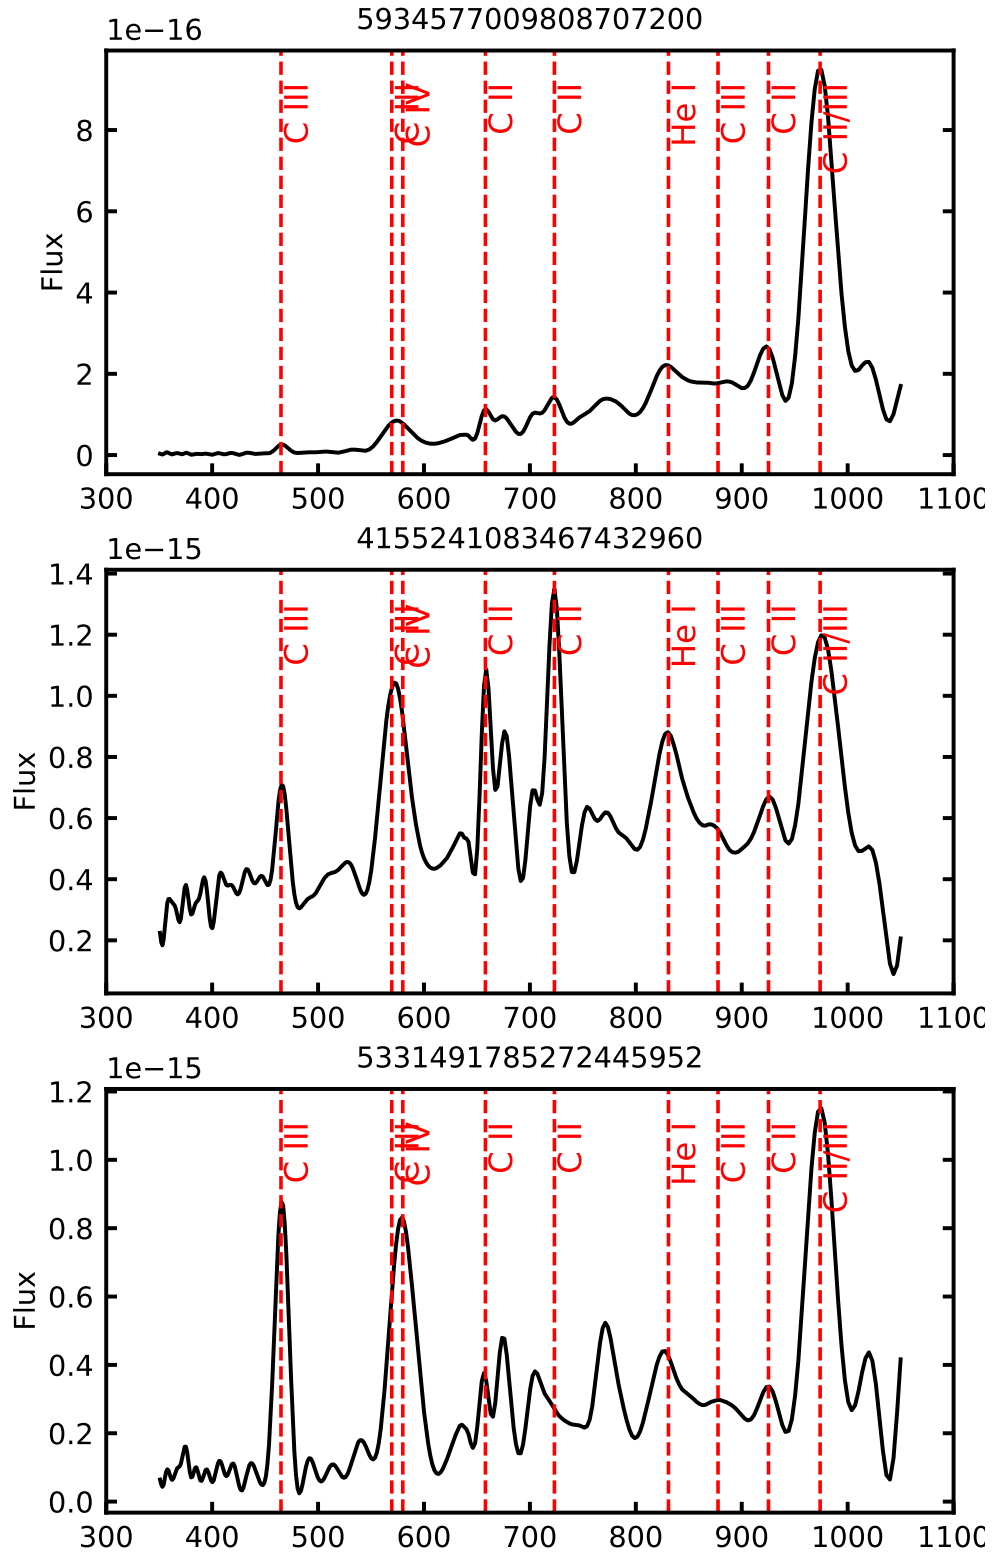 5934577009808707200
1e−16
Flux
8
6
4
2
0
C III
C IV
C II
C II
He I
C III
C II
C II/III
300 400 500 600 700 800 900 1000 1100
4155241083467432960
1e−15
Flux
1.4
1.2
1.0
0.8
0.6
0.4
0.2
C III
C IV
C II
C II
He I
C III
C II
C II/III
300 400 500 600 700 800 900 1000 1100
5331491785272445952
1e−15
Flux
1.2
1.0
0.8
0.6
0.4
0.2
0.0
C III
C IV
C II
C II
He I
C III
C II
C II/III
300 400 500 600 700 800 900 1000 1100